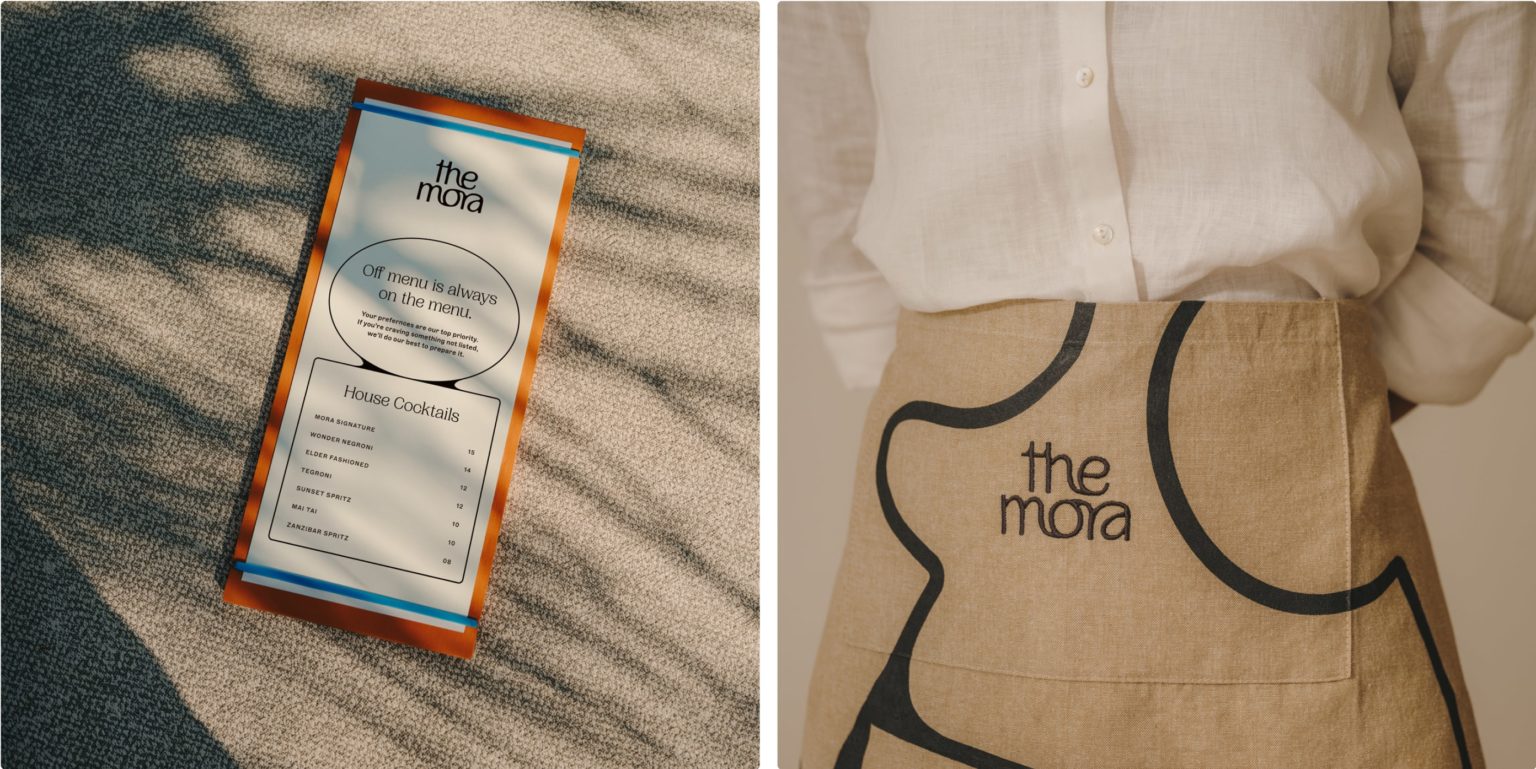 the
mora
Off menu is always
on the menu.
Your prefernces are our top priority.
If you're craving something not listed,
we'll do our best to prepare it.
House Cocktails
MORA SIGNATURE 15
WONDER NEGRONI 14
ELDER FASHIONED 12
TEGRONI 12
SUNSET SPRITZ 10
MAI TAI 10
ZANZIBAR SPRITZ 08
the
mora